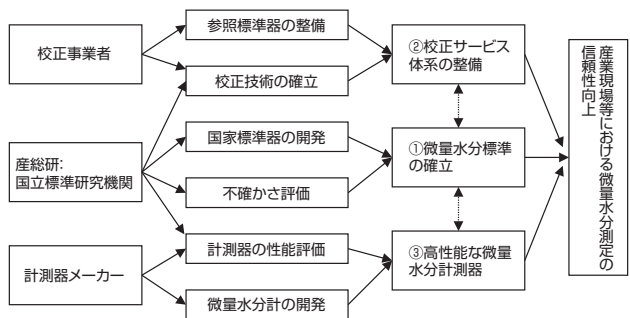 校正事業者
産総研:
国立標準研究機関
計測器メーカー
参照標準器の整備
校正技術の確立
国家標準器の開発
不確かさ評価
計測器の性能評価
微量水分計の開発
②校正サービス
体系の整備
①微量水分標準
の確立
③高性能な微量
水分計測器
産業現場等における微量水分測定の
信頼性向上